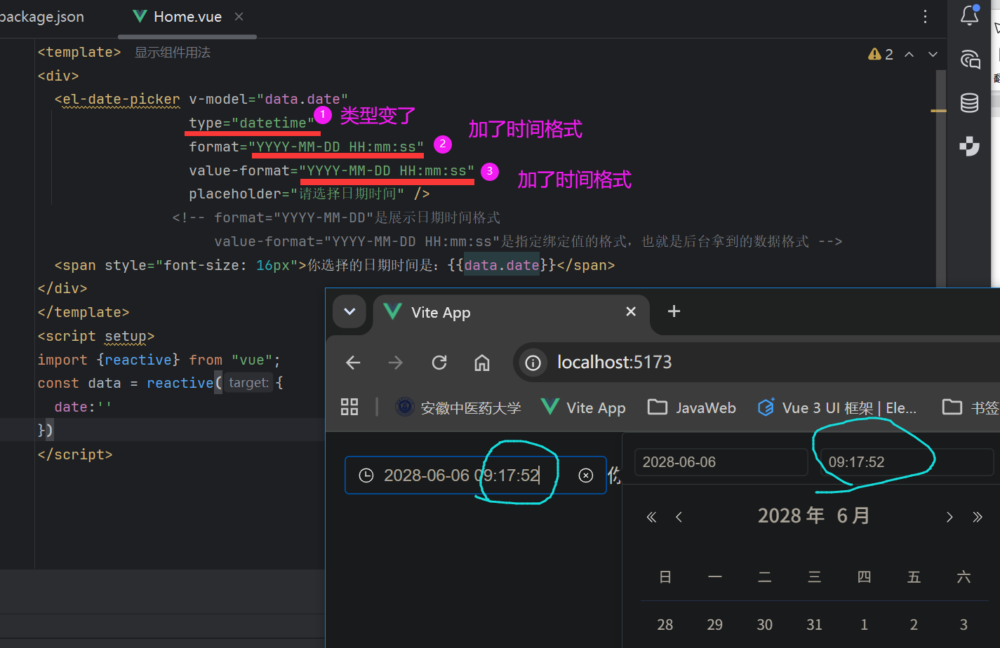 package.json
Home.vue
<template> 显示组件用法
2
<div>
<el-date-picker v-model="data.date"
type="datetime"
1 类型变了
format="YYYY-MM-DD HH:mm:ss"
2 加了时间格式
value-format="YYYY-MM-DD HH:mm:ss"
3 加了时间格式
placeholder="请选择日期时间" />
<!-- format="YYYY-MM-DD"是展示日期时间格式
value-format="YYYY-MM-DD HH:mm:ss"是指定绑定值的格式，也就是后台拿到的数据格式 -->
<span style="font-size: 16px">你选择的日期时间是：{{data.date}}</span>
</div>
</template>
<script setup>
import {reactive} from "vue";
const data = reactive( target: {
date:''
})
</script>
Vite App
localhost:5173
安徽中医药大学 Vite App JavaWeb Vue 3 UI 框架 | Ele... 书签
2028-06-06 09:17:52
2028-06-06 09:17:52
2028 年 6 月
日 一 二 三 四 五 六
28 29 30 31 1 2 3